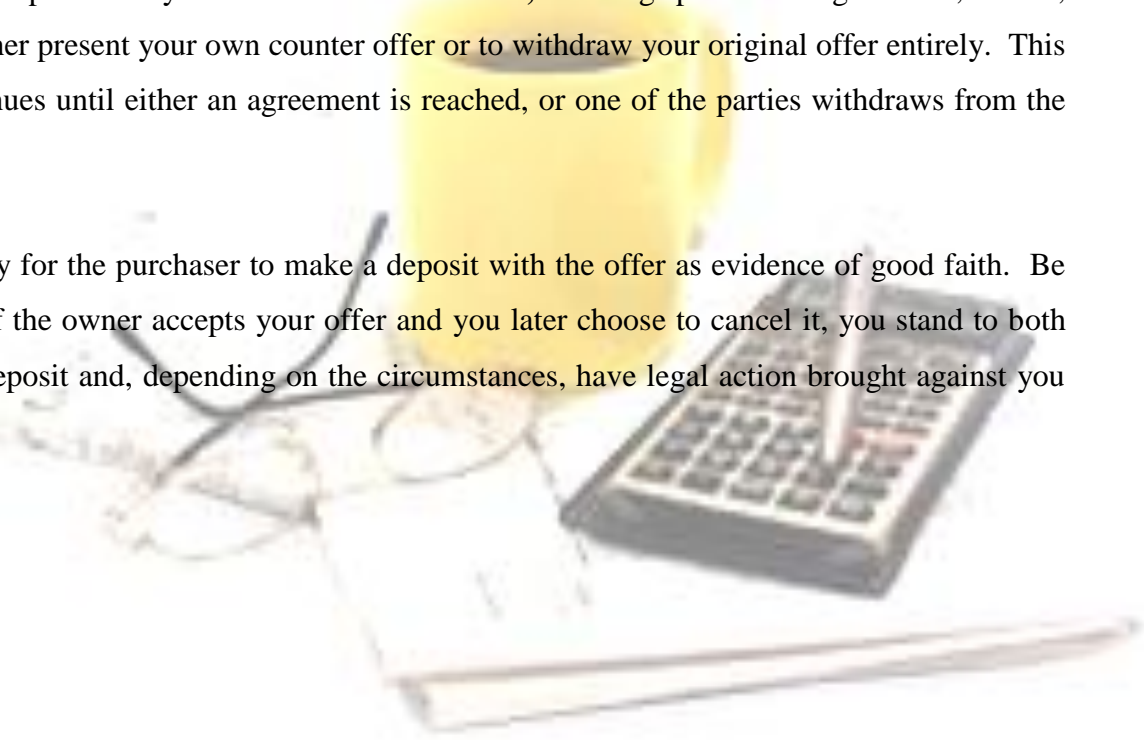 her present your own counter offer or to withdraw your original offer entirely.  This
nues until either an agreement is reached, or one of the parties withdraws from the
y for the purchaser to make a deposit with the offer as evidence of good faith.  Be
f the owner accepts your offer and you later choose to cancel it, you stand to both
eposit and, depending on the circumstances, have legal action brought against you